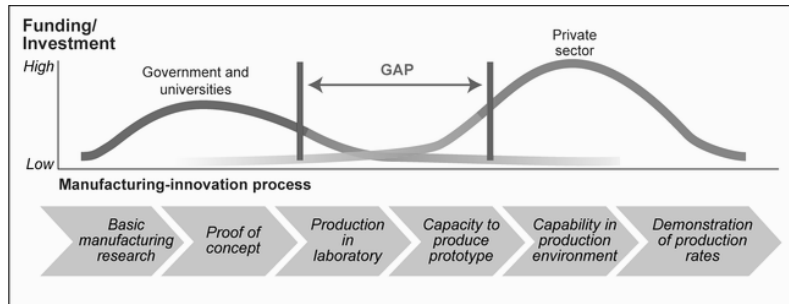 Funding/
Investment
High
Low
Government and
universities
GAP
Private
sector
Manufacturing-innovation process
Basic
manufacturing
research
Proof of
concept
Production
in
laboratory
Capacity to
produce
prototype
Capability in
production
environment
Demonstration
of production
rates